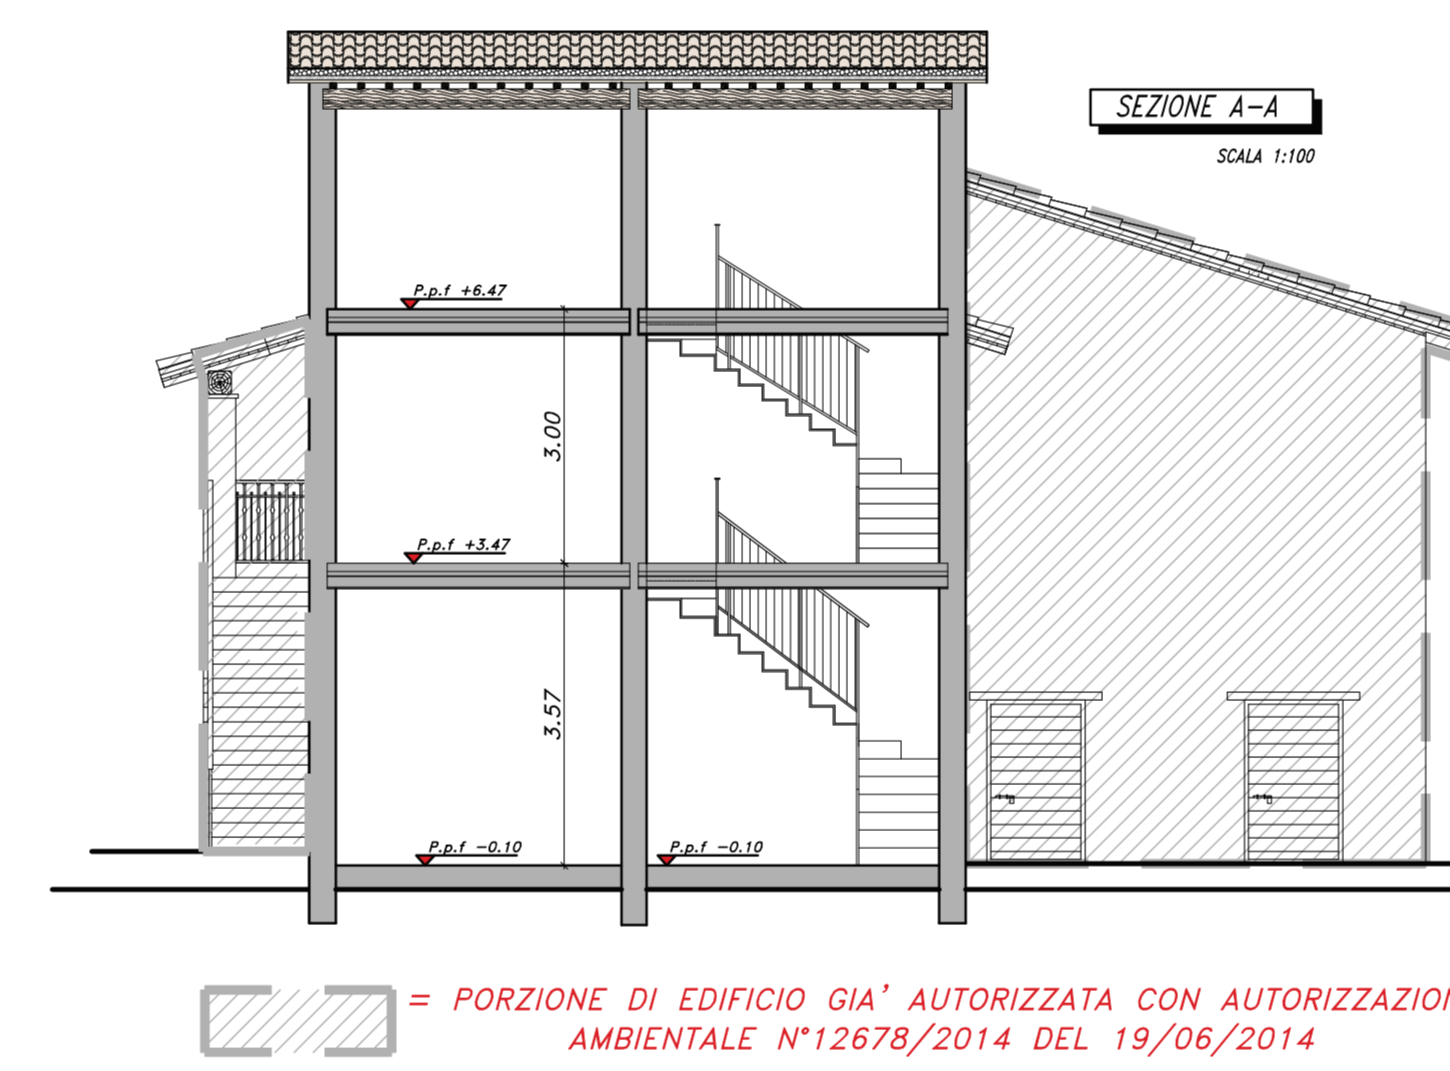 SEZIONE A-A
SCALA 1:100
P.p.f +6.47
3.00
P.p.f +3.47
3.57
P.p.f -0.10
P.p.f -0.10
= PORZIONE DI EDIFICIO GIA' AUTORIZZATA CON AUTORIZZAZIO
AMBIENTALE N°12678/2014 DEL 19/06/2014